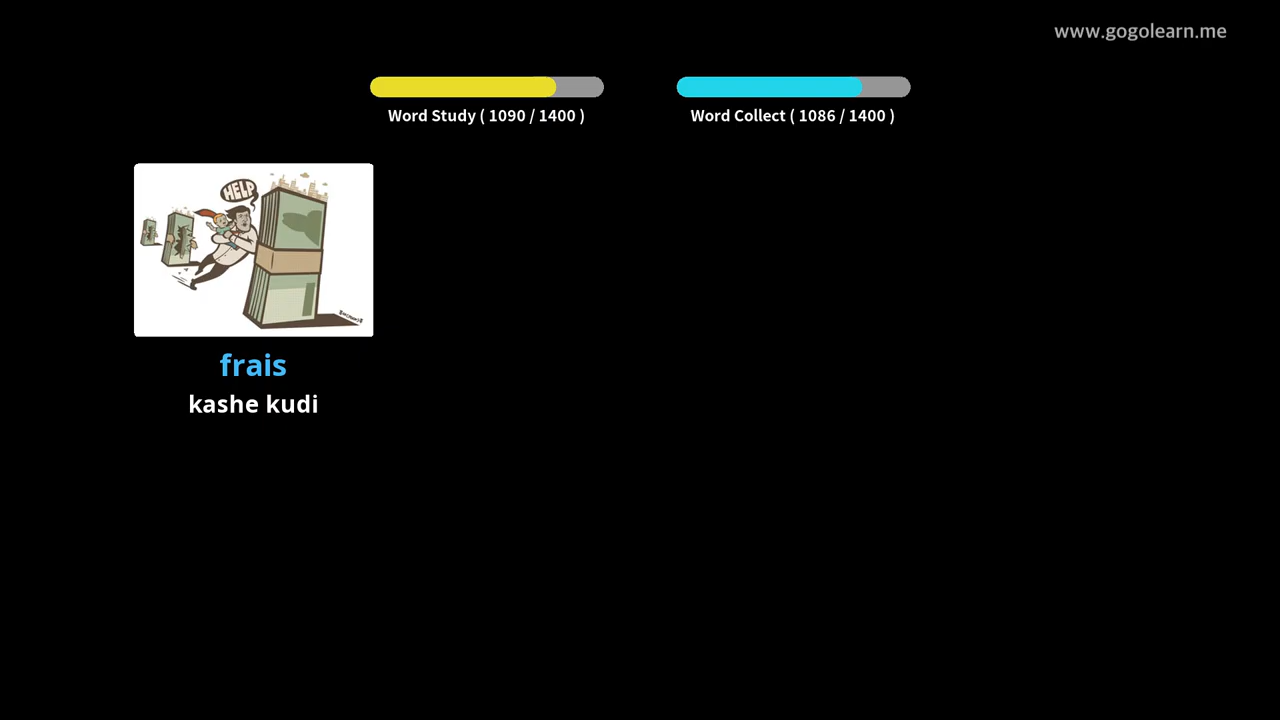 www.gogolearn.me
Word Study ( 1090 / 1400 )
Word Collect ( 1086 / 1400 )
HELP
frais
kashe kudi